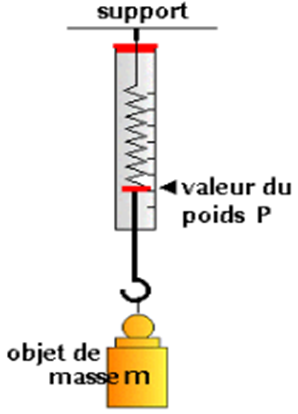 support
valeur du
poids P
objet de
masse m